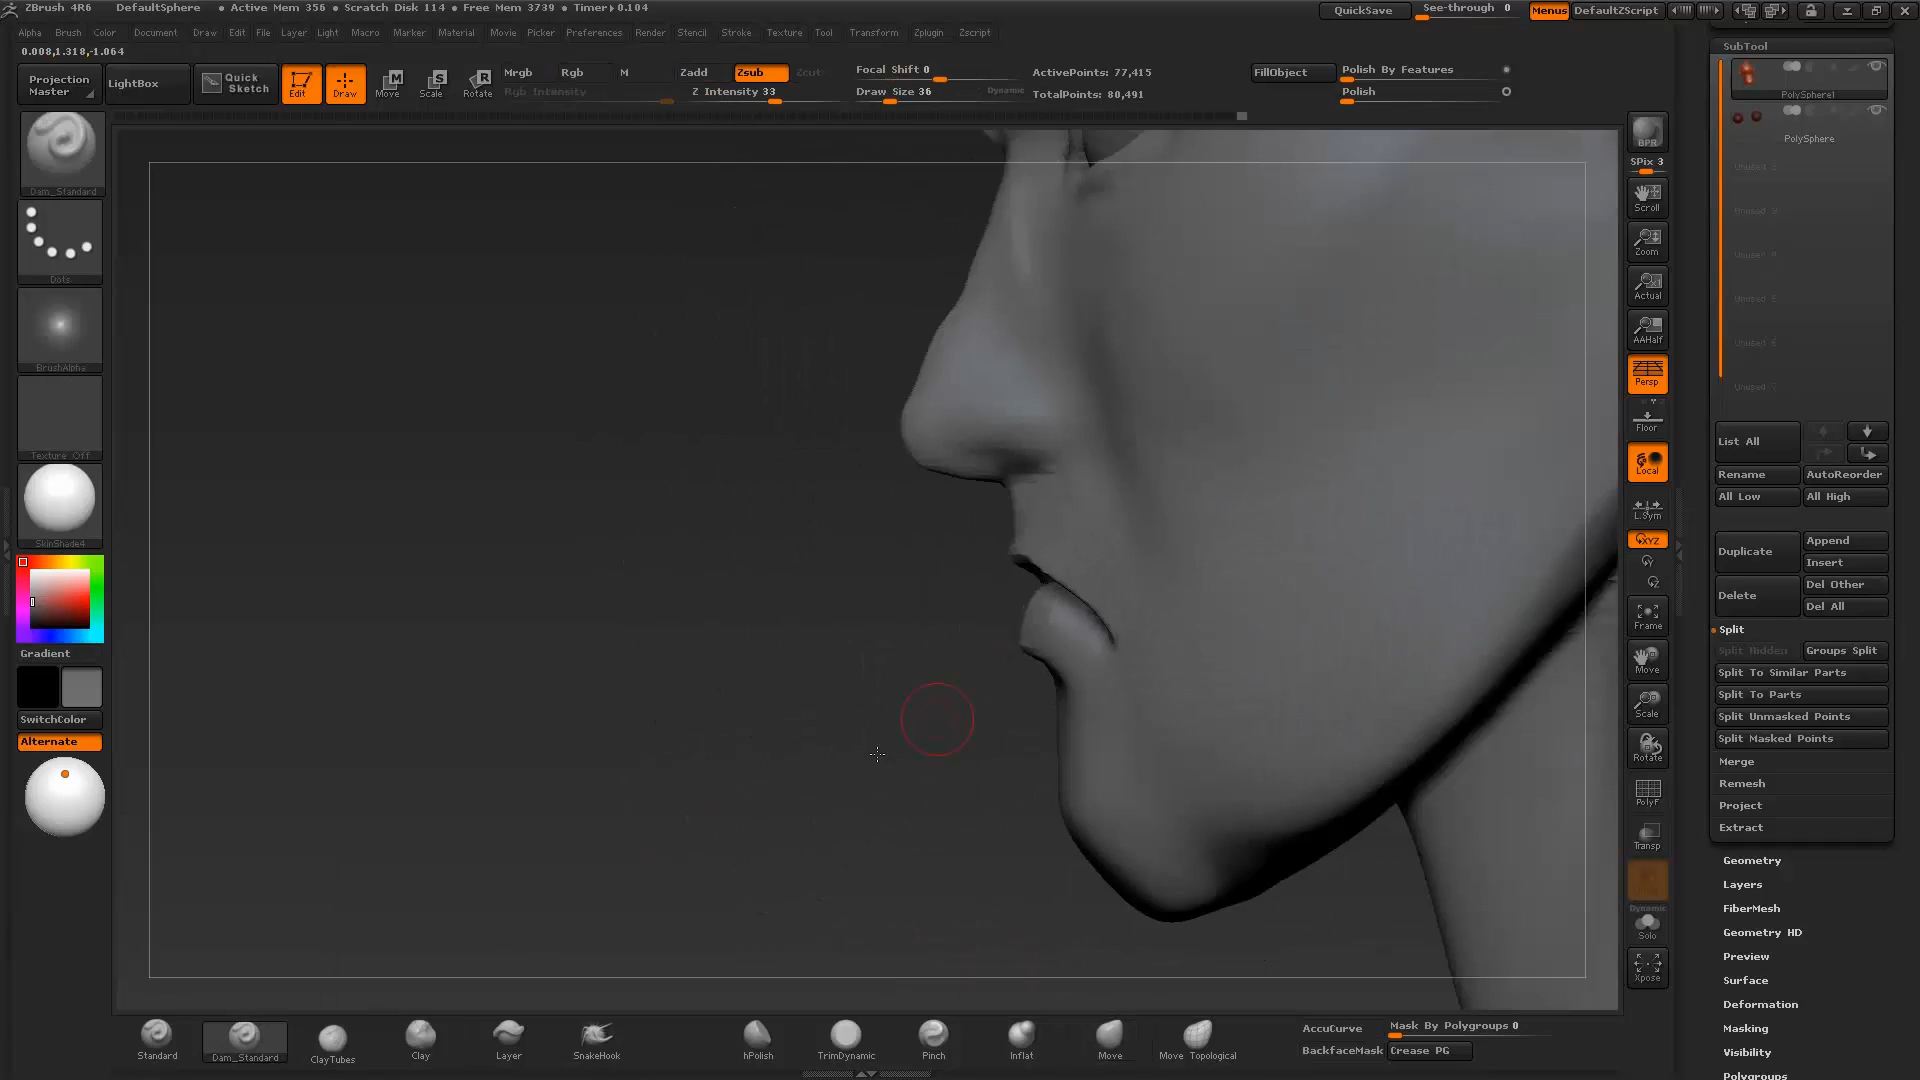 ZBrush 4R6 DefaultSphere • Active Mem 356 • Scratch Disk 114 • Free Mem 3739 • Timer▸0.104 QuickSave See-through 0 Menus DefaultZScript
Alpha Brush Color Document Draw Edit File Layer Light Macro Marker Material Movie Picker Preferences Render Stencil Stroke Texture Tool Transform Zplugin Zscript
0.008,1.318,-1.064
Projection Master
LightBox
Quick Sketch
Edit Draw Move Scale Rotate
Mrgb Rgb M Zadd Zsub Zcut
Rgb Intensity Z Intensity 33
Focal Shift 0
Draw Size 36 Dynamic
ActivePoints: 77,415
TotalPoints: 80,491
FillObject
Polish By Features
Polish
Dam_Standard
Dots
BrushAlpha
Texture Off
SkinShade4
Gradient
SwitchColor
Alternate
BPR
SPix 3
Scroll
Zoom
Actual
AAHalf
Persp
Floor
Local
L.Sym
XYZ
Y
Z
Frame
Move
Scale
Rotate
PolyF
Transp
Dynamic
Solo
Xpose
SubTool
PolySphere1
PolySphere
List All
Rename AutoReorder
All Low All High
Duplicate Append
Insert
Delete Del Other
Del All
Split
Split Hidden Groups Split
Split To Similar Parts
Split To Parts
Split Unmasked Points
Split Masked Points
Merge
Remesh
Project
Extract
Geometry
Layers
FiberMesh
Geometry HD
Preview
Surface
Deformation
Masking
Visibility
Polygroups
Standard Dam_Standard ClayTubes Clay Layer SnakeHook hPolish TrimDynamic Pinch Inflat Move Move Topological
AccuCurve Mask By Polygroups 0
BackfaceMask Crease PG